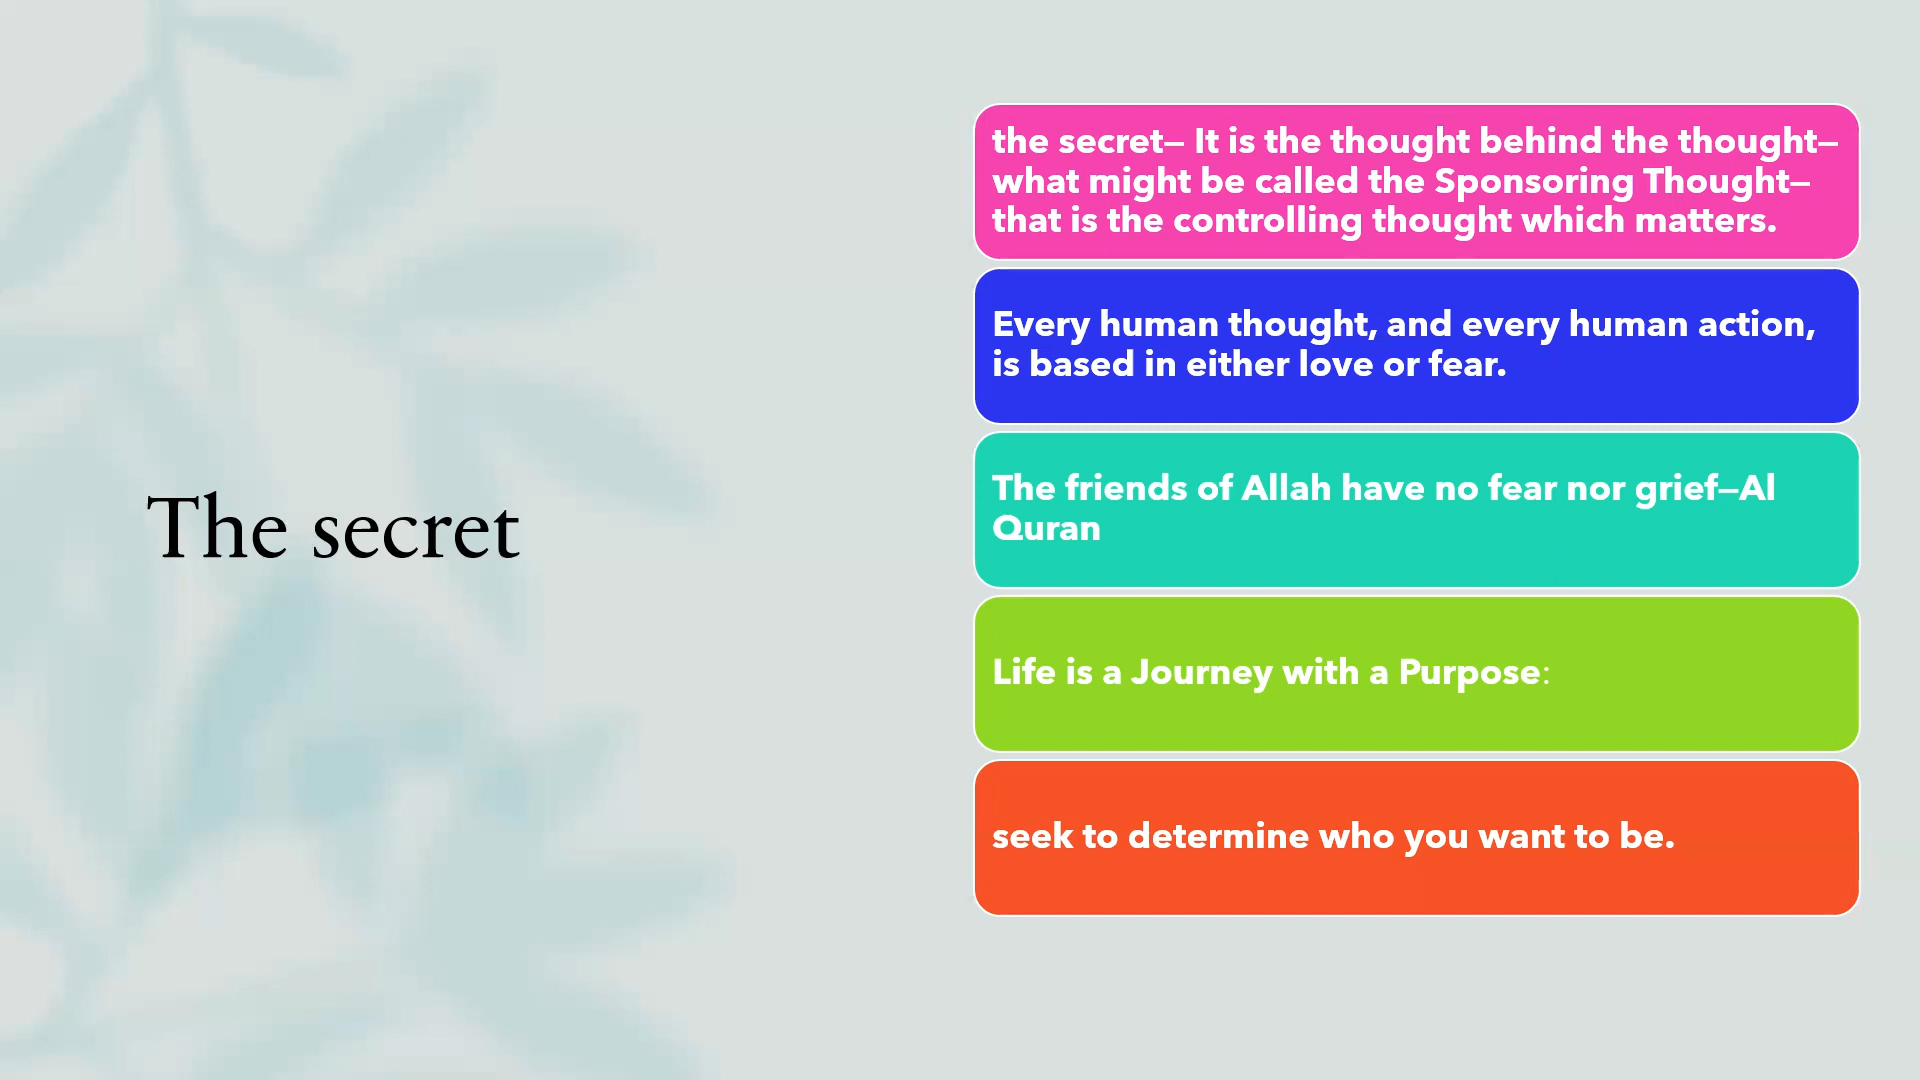 The secret
the secret– It is the thought behind the thought–
what might be called the Sponsoring Thought–
that is the controlling thought which matters.
Every human thought, and every human action,
is based in either love or fear.
The friends of Allah have no fear nor grief–Al
Quran
Life is a Journey with a Purpose:
seek to determine who you want to be.